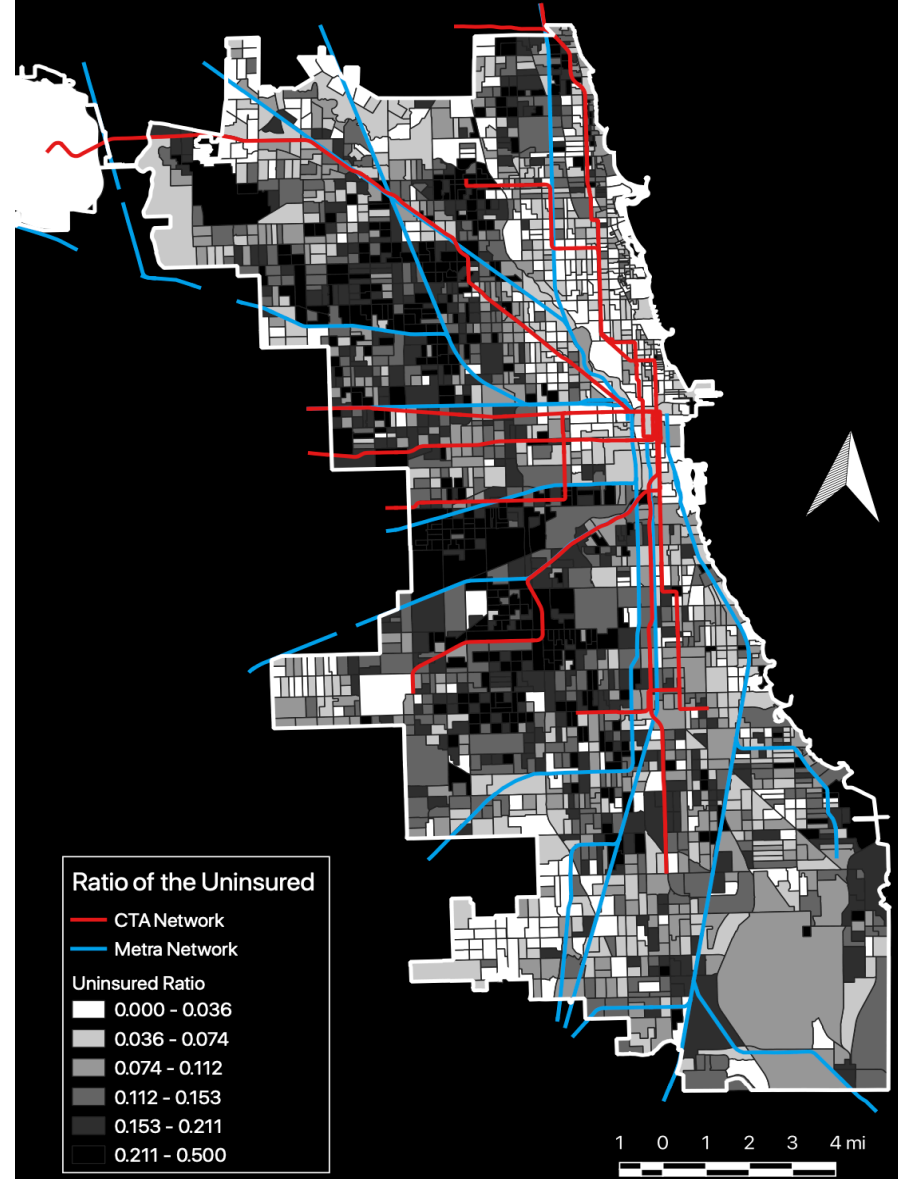 Ratio of the Uninsured
CTA Network
Metra Network
Uninsured Ratio
0.000 - 0.036
0.036 - 0.074
0.074 - 0.112
0.112 - 0.153
0.153 - 0.211
0.211 - 0.500
1 0 1 2 3 4 mi